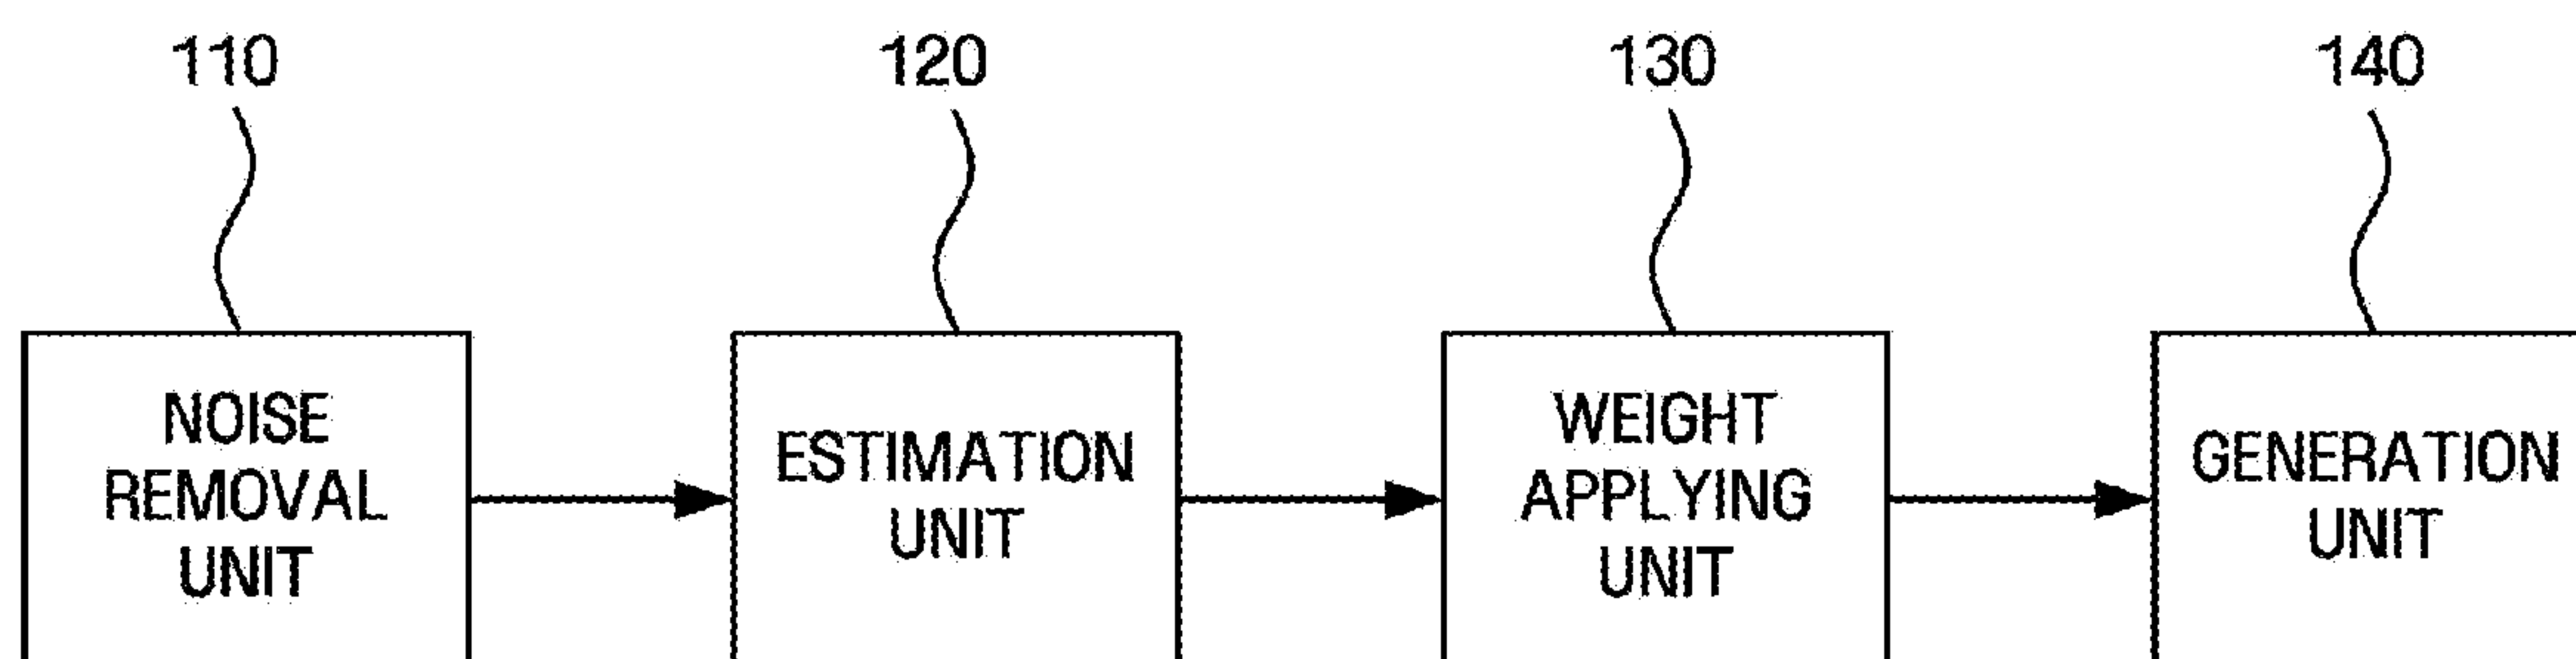 110
120
130
140
NOISE
REMOVAL
UNIT
ESTIMATION
UNIT
WEIGHT
APPLYING
UNIT
GENERATION
UNIT